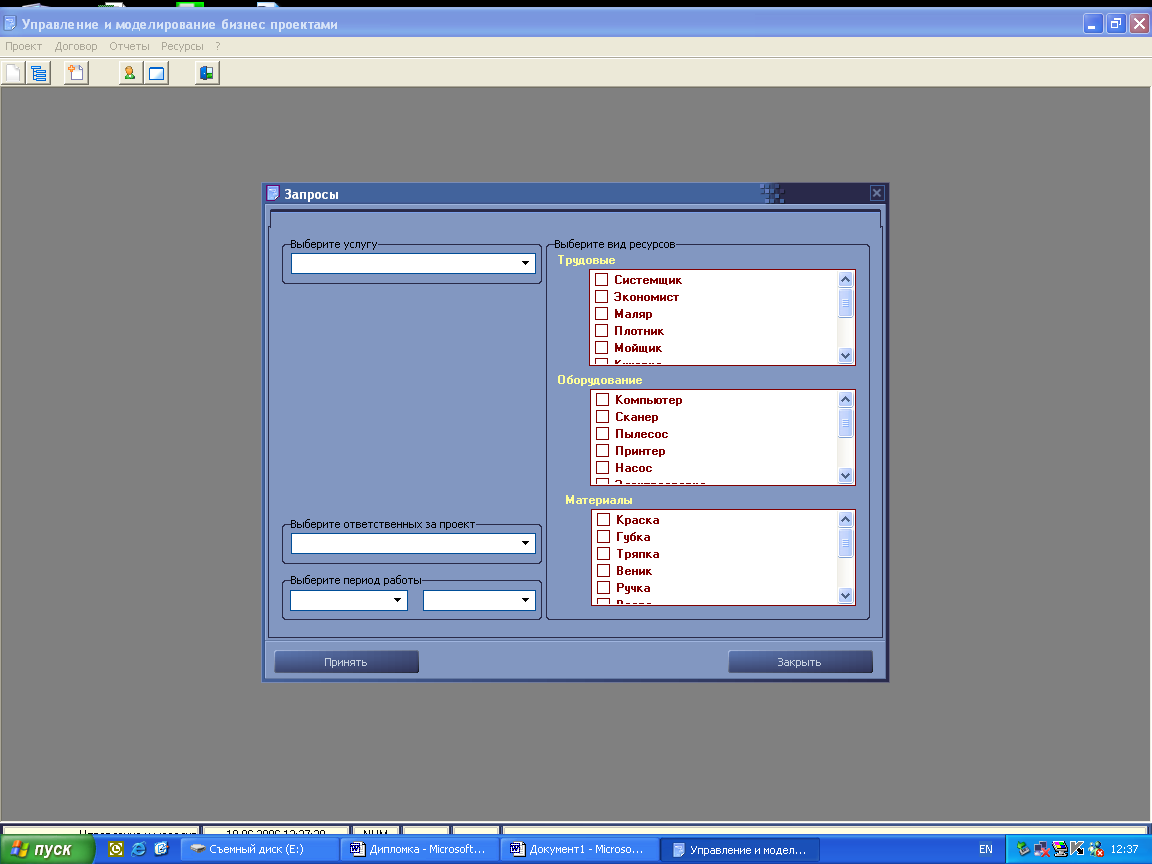 Управление и моделирование бизнес проектами
Проект Договор Отчеты Ресурсы ?
Запросы
Выберите услугу
Выберите вид ресурсов
Трудовые
Системщик
Экономист
Маляр
Плотник
Мойщик
Оборудование
Компьютер
Сканер
Пылесос
Принтер
Насос
Материалы
Краска
Губка
Тряпка
Веник
Ручка
Выберите ответственных за проект
Выберите период работы
Принять
Закрыть
NUM
пуск
Съемный диск (E:)
Дипломка - Microsoft...
Документ1 - Microso...
Управление и модел...
EN
12:37